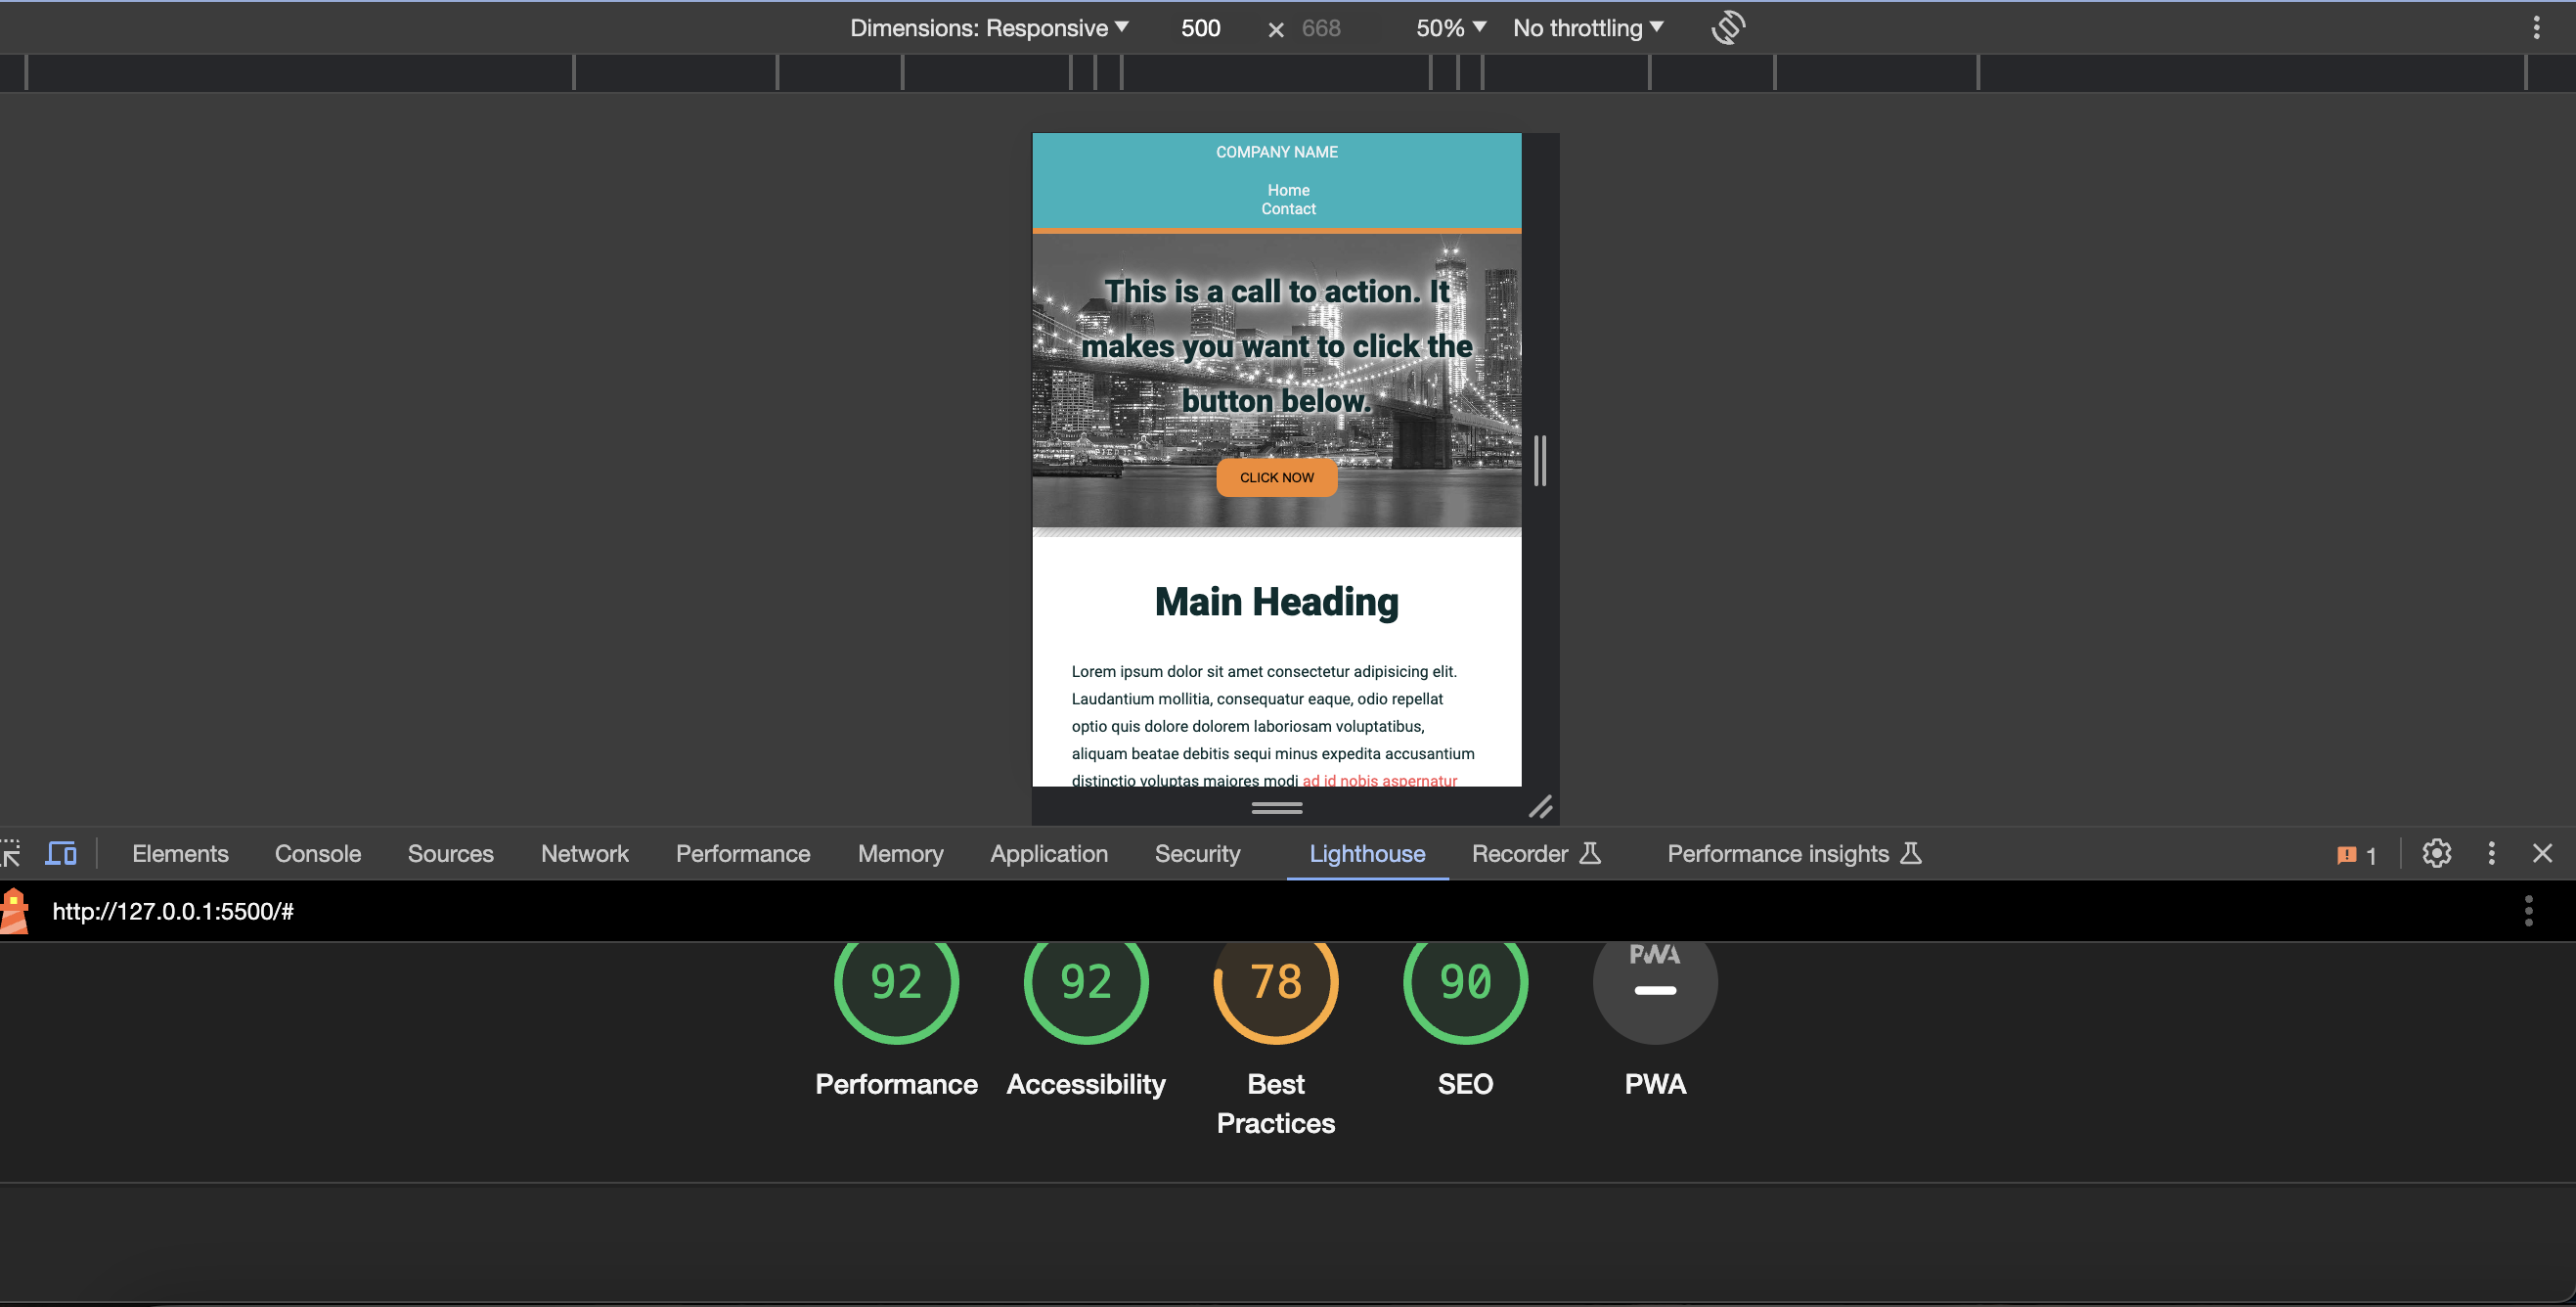 Dimensions: Responsive 500 × 668 50% No throttling
COMPANY NAME
Home
Contact
This is a call to action. It
makes you want to click the
button below.
CLICK NOW
Main Heading
Lorem ipsum dolor sit amet consectetur adipisicing elit.
Laudantium mollitia, consequatur eaque, odio repellat
optio quis dolore dolorem laboriosam voluptatibus,
aliquam beatae debitis sequi minus expedita accusantium
distinctio voluptas maiores modi ad id nobis aspernatur
Elements Console Sources Network Performance Memory Application Security Lighthouse Recorder Performance insights 1
http://127.0.0.1:5500/#
92 92 78 90 PWA
Performance Accessibility Best Practices SEO PWA